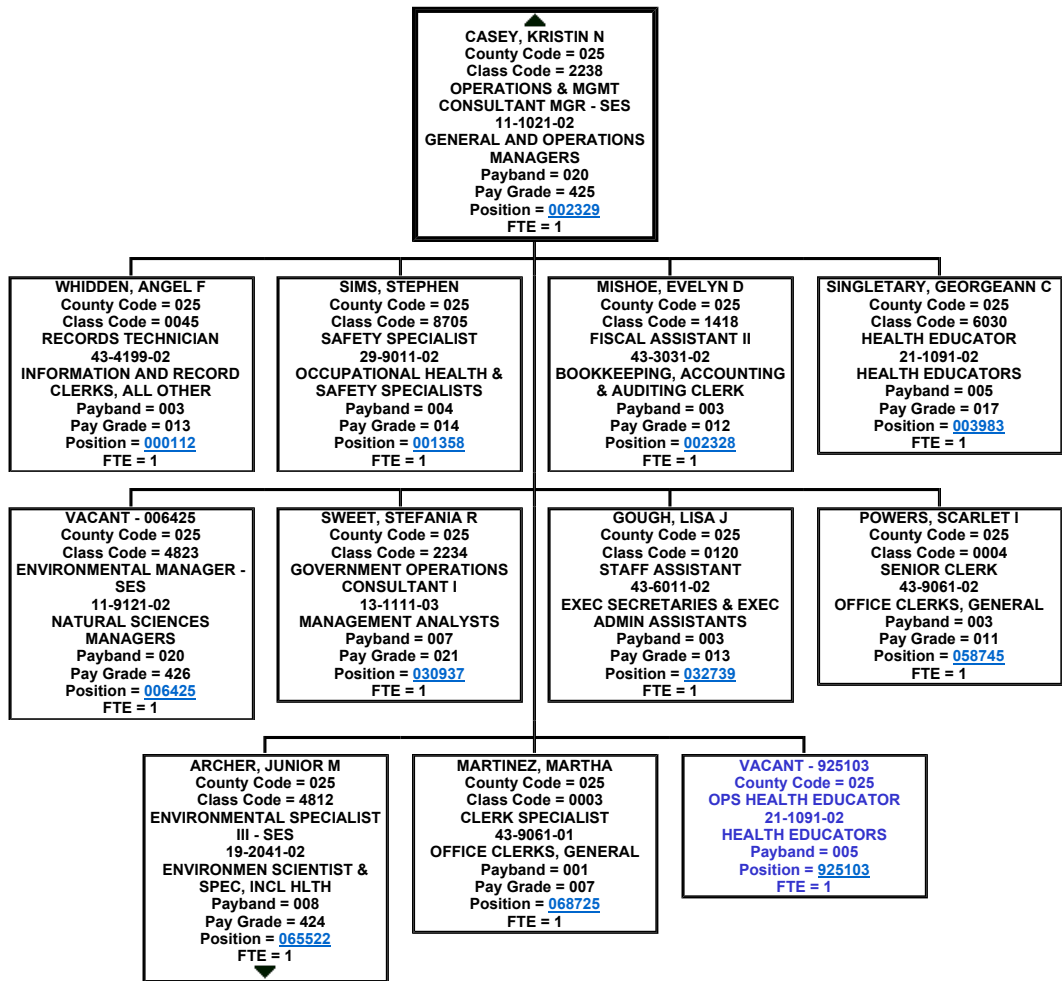 CASEY, KRISTIN N
County Code = 025
Class Code = 2238
OPERATIONS & MGMT
CONSULTANT MGR - SES
11-1021-02
GENERAL AND OPERATIONS
MANAGERS
Payband = 020
Pay Grade = 425
Position = 002329
FTE = 1
WHIDDEN, ANGEL F
County Code = 025
Class Code = 0045
RECORDS TECHNICIAN
43-4199-02
INFORMATION AND RECORD
CLERKS, ALL OTHER
Payband = 003
Pay Grade = 013
Position = 000112
FTE = 1
SIMS, STEPHEN
County Code = 025
Class Code = 8705
SAFETY SPECIALIST
29-9011-02
OCCUPATIONAL HEALTH &
SAFETY SPECIALISTS
Payband = 004
Pay Grade = 014
Position = 001358
FTE = 1
MISHOE, EVELYN D
County Code = 025
Class Code = 1418
FISCAL ASSISTANT II
43-3031-02
BOOKKEEPING, ACCOUNTING
& AUDITING CLERK
Payband = 003
Pay Grade = 012
Position = 002328
FTE = 1
SINGLETARY, GEORGEANN C
County Code = 025
Class Code = 6030
HEALTH EDUCATOR
21-1091-02
HEALTH EDUCATORS
Payband = 005
Pay Grade = 017
Position = 003983
FTE = 1
VACANT - 006425
County Code = 025
Class Code = 4823
ENVIRONMENTAL MANAGER -
SES
11-9121-02
NATURAL SCIENCES
MANAGERS
Payband = 020
Pay Grade = 426
Position = 006425
FTE = 1
SWEET, STEFANIA R
County Code = 025
Class Code = 2234
GOVERNMENT OPERATIONS
CONSULTANT I
13-1111-03
MANAGEMENT ANALYSTS
Payband = 007
Pay Grade = 021
Position = 030937
FTE = 1
GOUGH, LISA J
County Code = 025
Class Code = 0120
STAFF ASSISTANT
43-6011-02
EXEC SECRETARIES & EXEC
ADMIN ASSISTANTS
Payband = 003
Pay Grade = 013
Position = 032739
FTE = 1
POWERS, SCARLET I
County Code = 025
Class Code = 0004
SENIOR CLERK
43-9061-02
OFFICE CLERKS, GENERAL
Payband = 003
Pay Grade = 011
Position = 058745
FTE = 1
ARCHER, JUNIOR M
County Code = 025
Class Code = 4812
ENVIRONMENTAL SPECIALIST
III - SES
19-2041-02
ENVIRONMEN SCIENTIST &
SPEC, INCL HLTH
Payband = 008
Pay Grade = 424
Position = 065522
FTE = 1
MARTINEZ, MARTHA
County Code = 025
Class Code = 0003
CLERK SPECIALIST
43-9061-01
OFFICE CLERKS, GENERAL
Payband = 001
Pay Grade = 007
Position = 068725
FTE = 1
VACANT - 925103
County Code = 025
OPS HEALTH EDUCATOR
21-1091-02
HEALTH EDUCATORS
Payband = 005
Position = 925103
FTE = 1